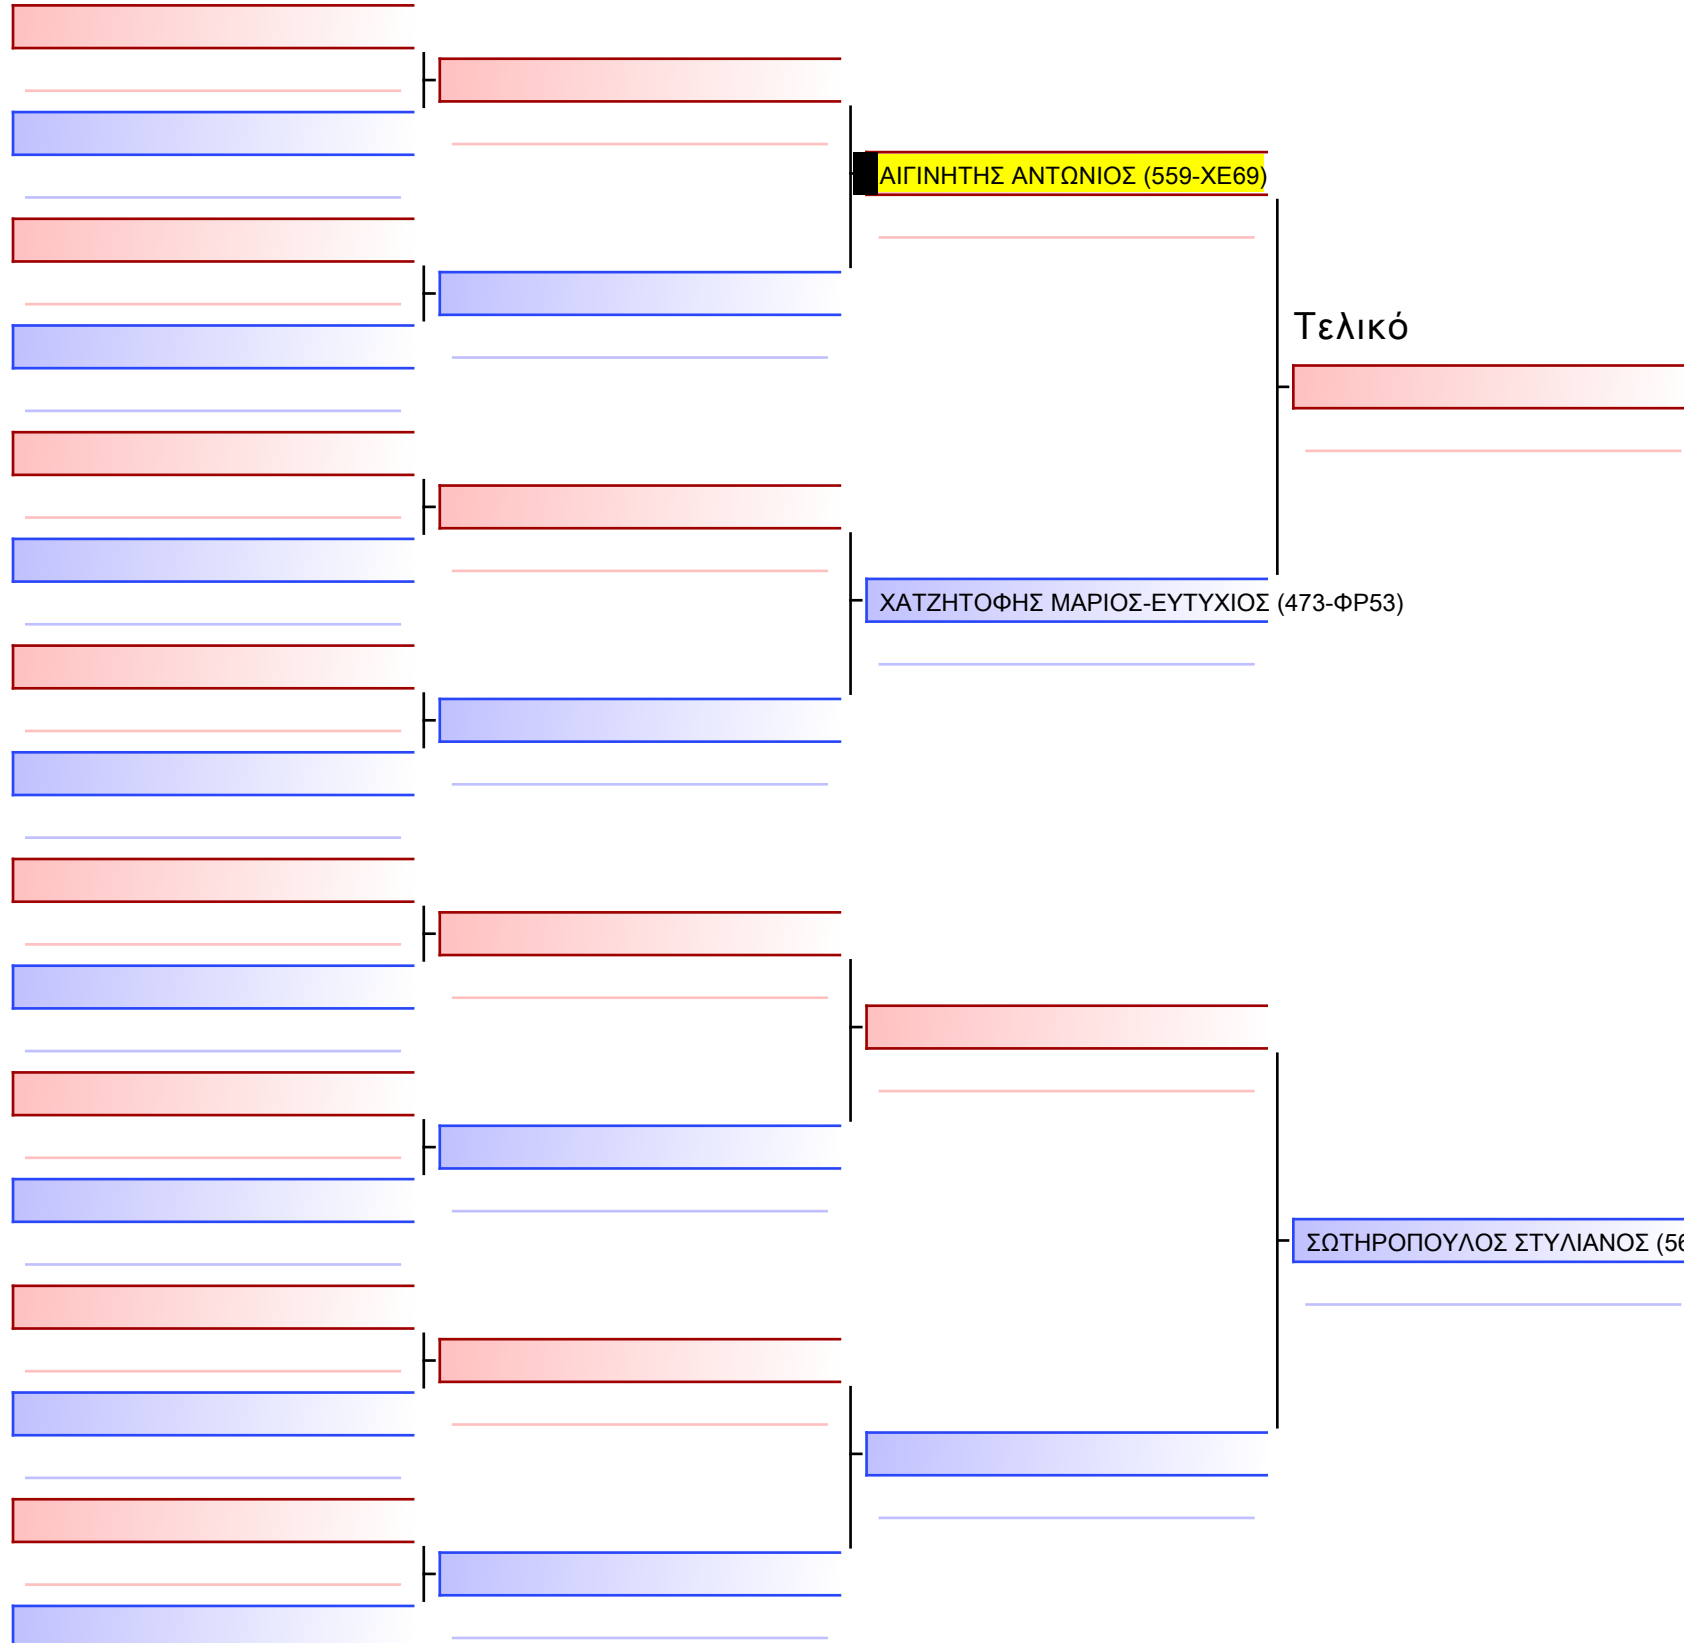 ΑΙΓΙΝΗΤΗΣ ΑΝΤΩΝΙΟΣ (559-ΧΕ69)
Τελικό
ΧΑΤΖΗΤΟΦΗΣ ΜΑΡΙΟΣ-ΕΥΤΥΧΙΟΣ (473-ΦΡ53)
ΣΩΤΗΡΟΠΟΥΛΟΣ ΣΤΥΛΙΑΝΟΣ